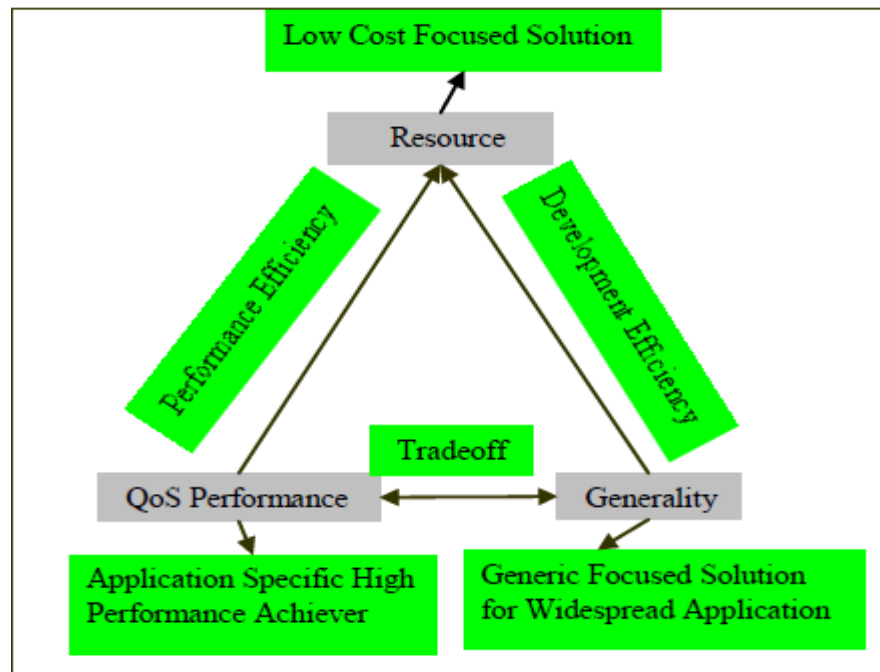 Low Cost Focused Solution
Resource
Performance Efficiency
Development Efficiency
Tradeoff
QoS Performance
Generality
Application Specific High
Performance Achiever
Generic Focused Solution
for Widespread Application